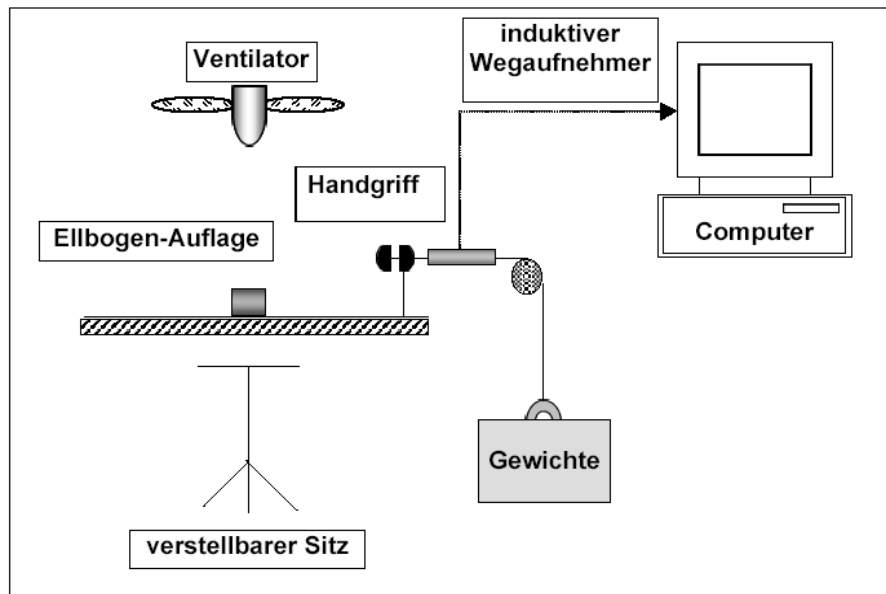 induktiver
Wegaufnehmer
Ventilator
Handgriff
Ellbogen-Auflage
Computer
Gewichte
verstellbarer Sitz